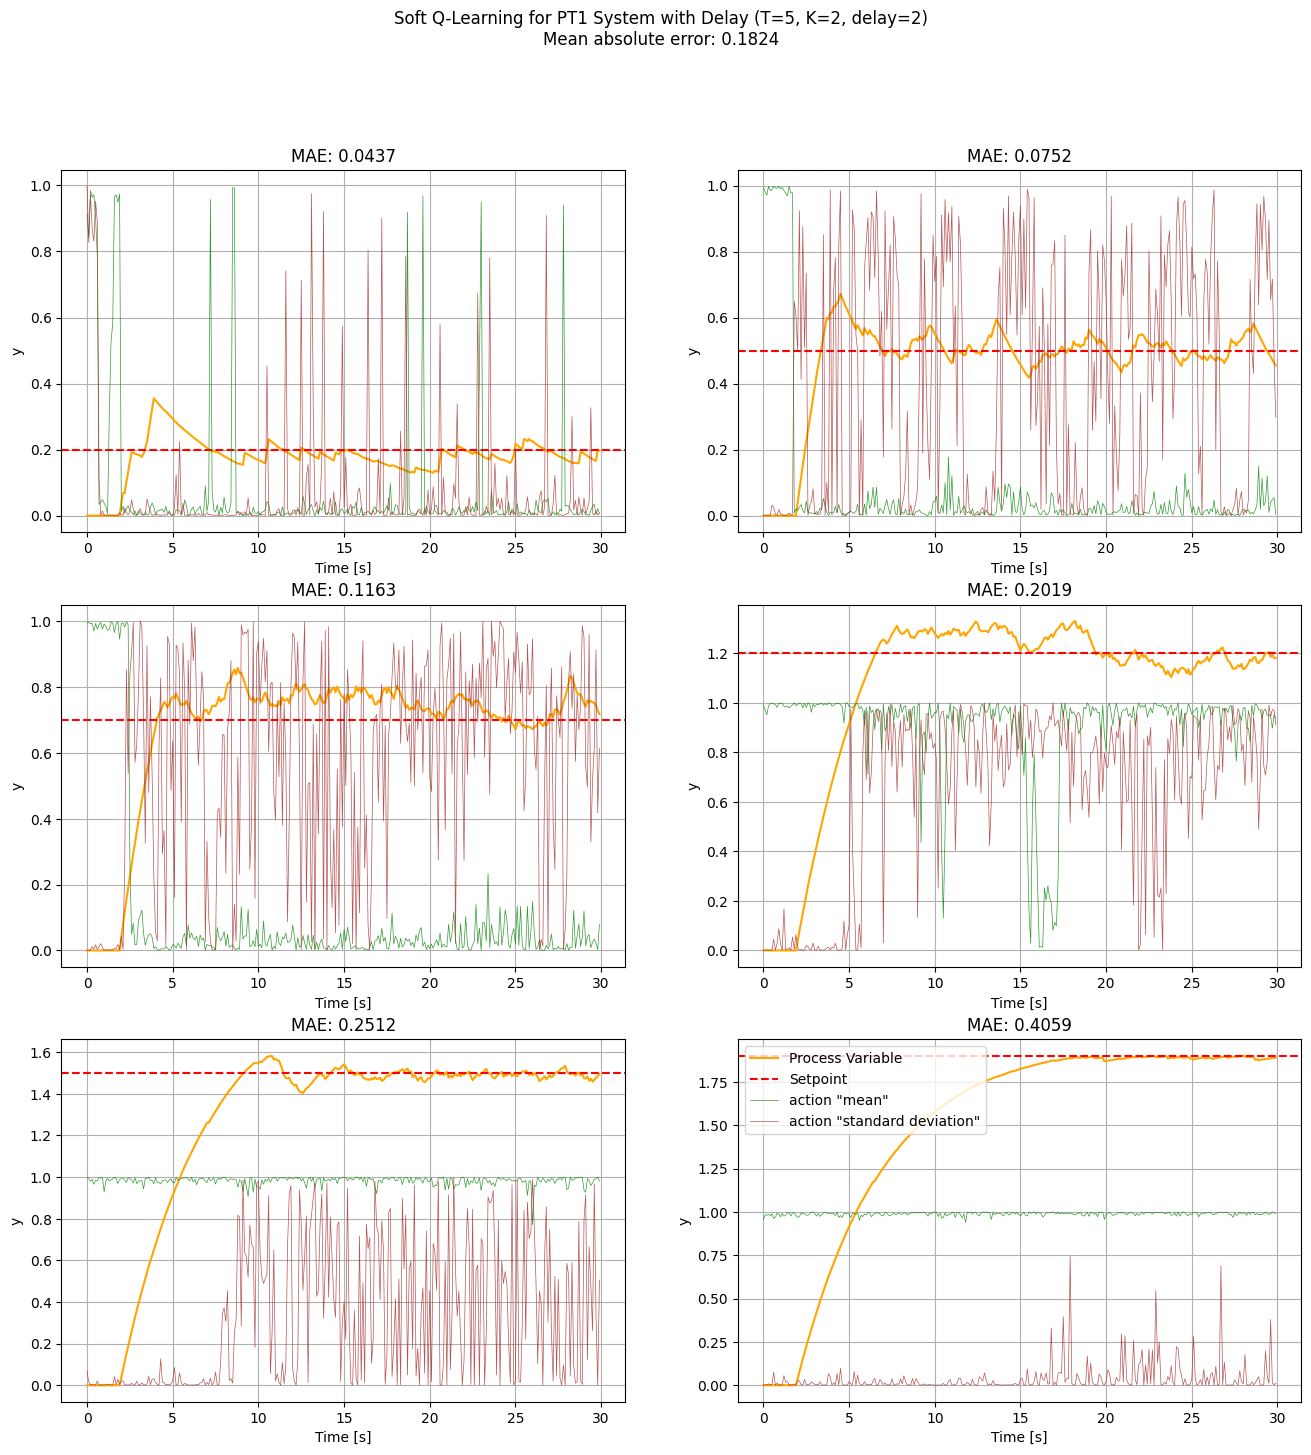 Soft Q-Learning for PT1 System with Delay (T=5, K=2, delay=2)
Mean absolute error: 0.1824
MAE: 0.0437
1.0
0.8
0.6
0.4
0.2
0.0
y
0 5 10 15 20 25 30
Time [s]
MAE: 0.0752
1.0
0.8
0.6
0.4
0.2
0.0
y
0 5 10 15 20 25 30
Time [s]
MAE: 0.1163
1.0
0.8
0.6
0.4
0.2
0.0
y
0 5 10 15 20 25 30
Time [s]
MAE: 0.2019
1.2
1.0
0.8
0.6
0.4
0.2
0.0
y
0 5 10 15 20 25 30
Time [s]
MAE: 0.2512
1.6
1.4
1.2
1.0
0.8
0.6
0.4
0.2
0.0
y
0 5 10 15 20 25 30
Time [s]
MAE: 0.4059
Process Variable
Setpoint
action "mean"
action "standard deviation"
1.75
1.50
1.25
1.00
0.75
0.50
0.25
0.00
y
0 5 10 15 20 25 30
Time [s]